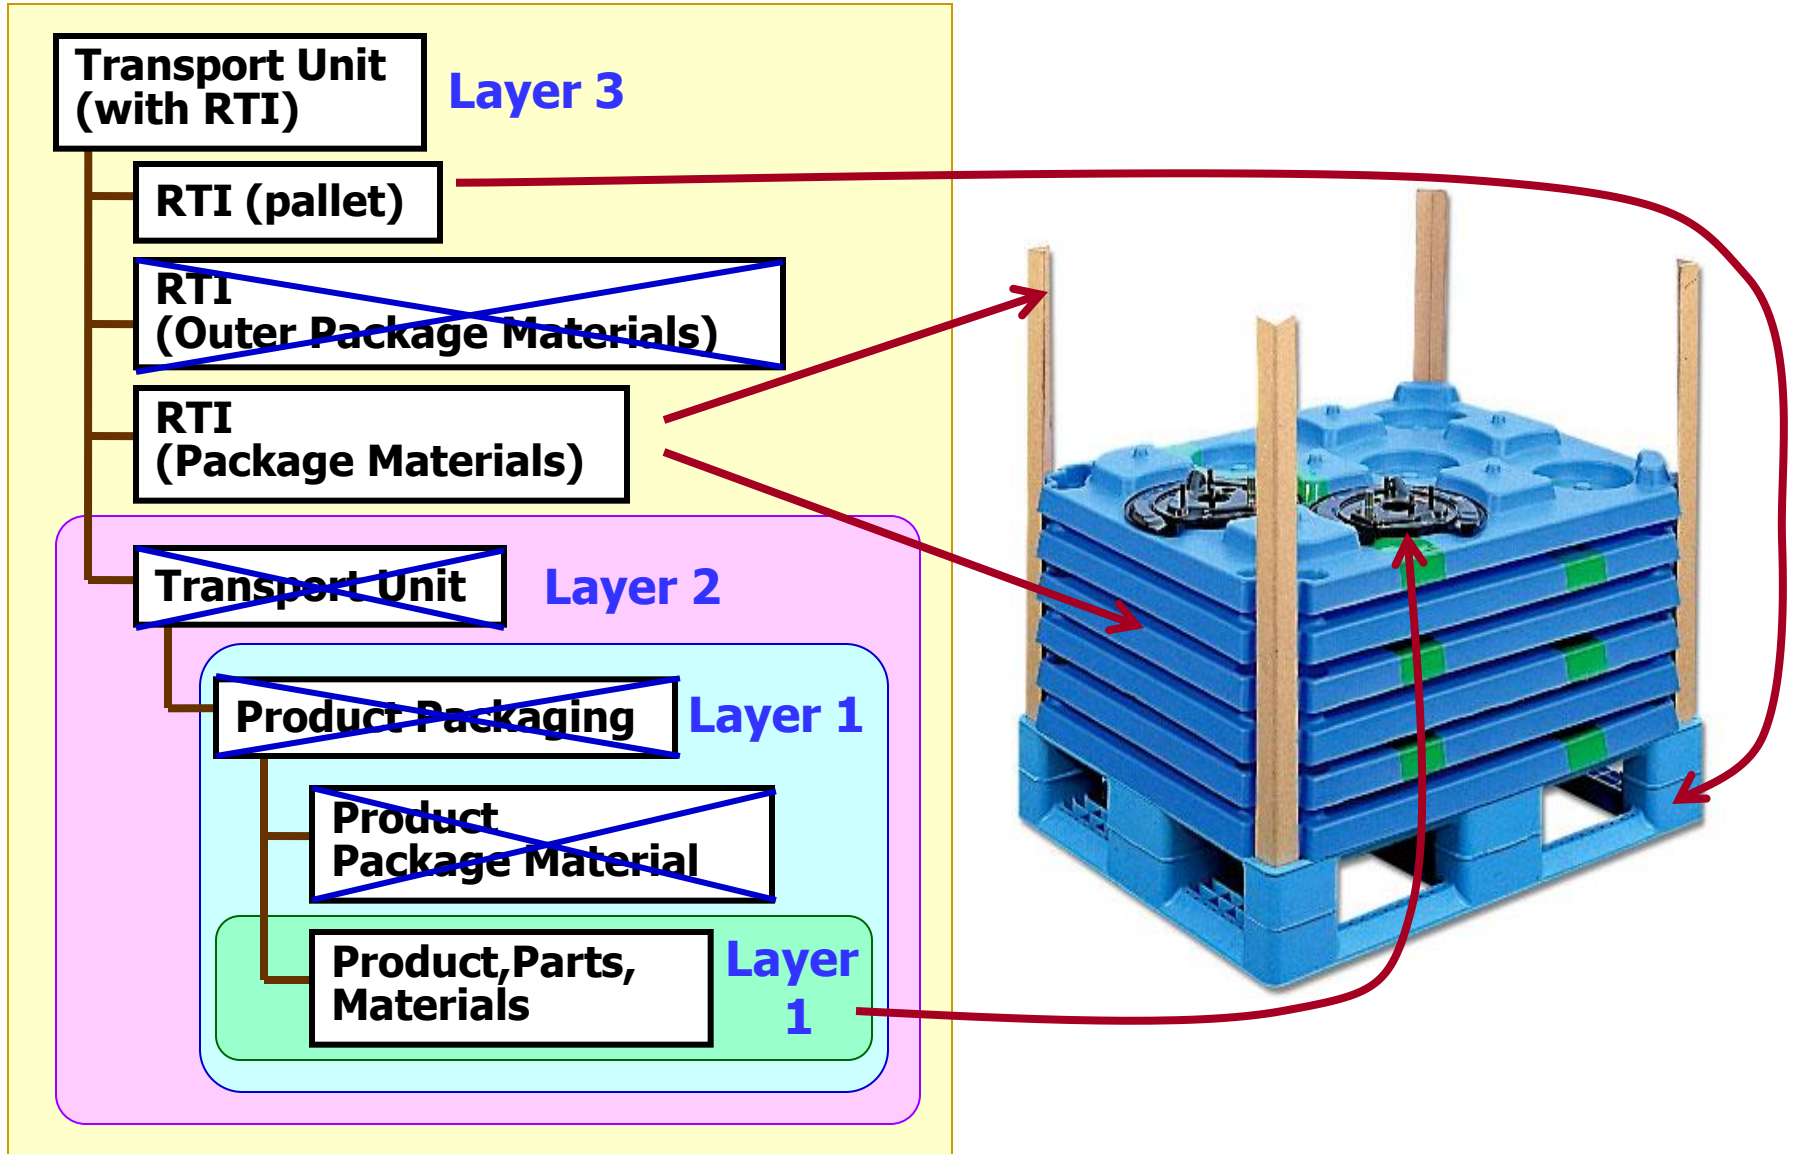 Transport Unit
(with RTI)
Layer 3
RTI (pallet)
RTI
(Outer Package Materials)
RTI
(Package Materials)
Transport Unit
Layer 2
Product Packaging
Layer 1
Product
Package Material
Product,Parts,
Materials
Layer
1